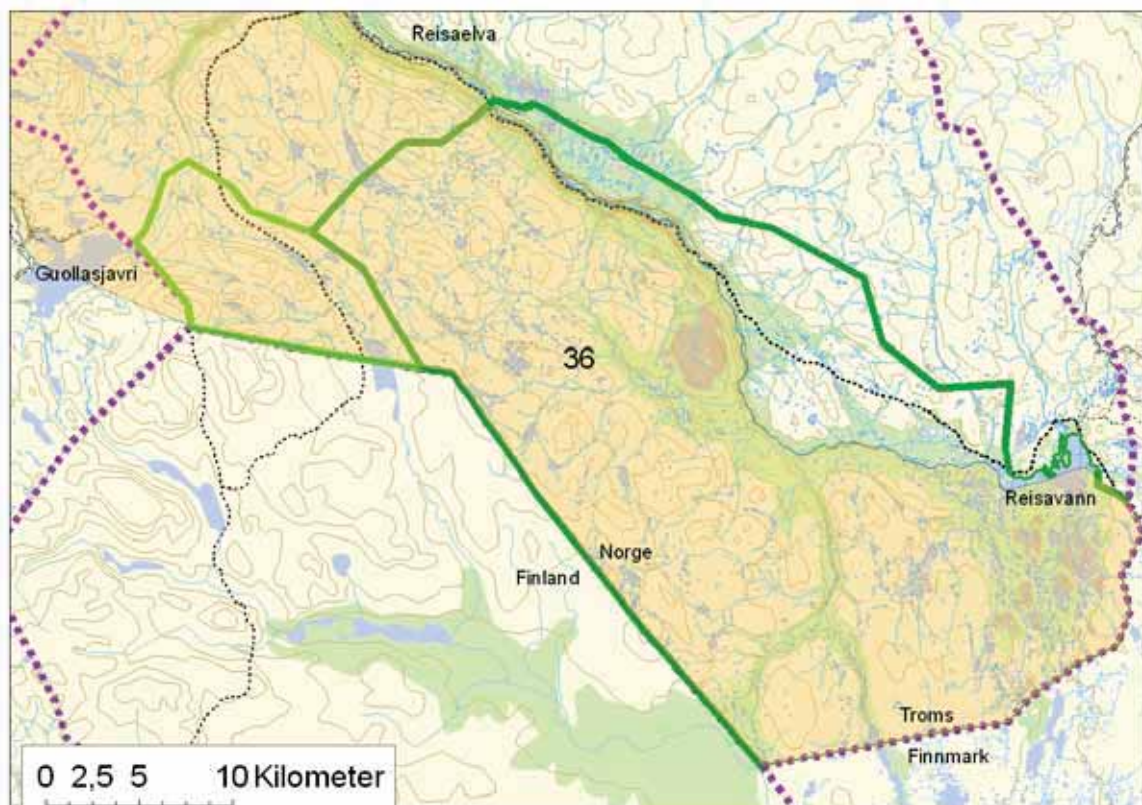 Reisaelva
Guollasjavri
36
Reisavann
Norge
Finland
Troms
Finnmark
0 2,5 5 10 Kilometer